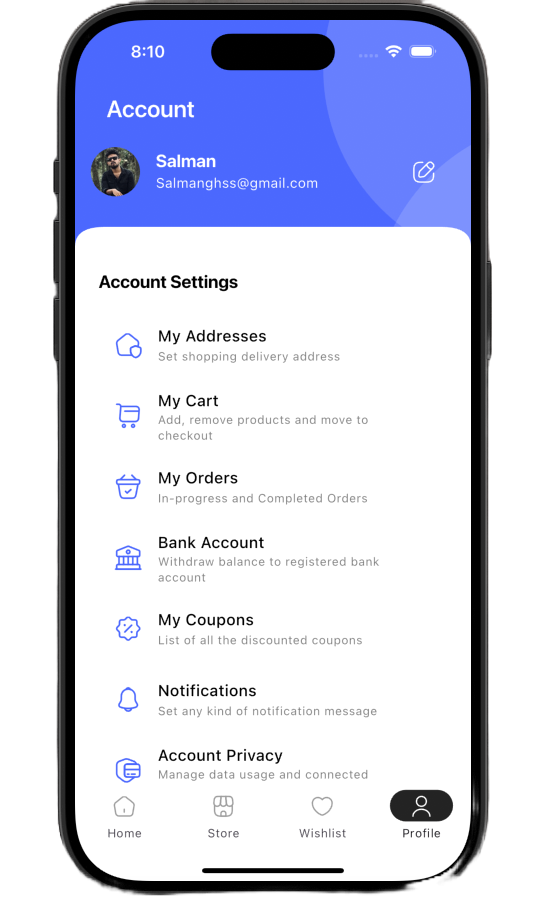 8:10
Account
Salman
Salmanghss@gmail.com
Account Settings
My Addresses
Set shopping delivery address
My Cart
Add, remove products and move to
checkout
My Orders
In-progress and Completed Orders
Bank Account
Withdraw balance to registered bank
account
My Coupons
List of all the discounted coupons
Notifications
Set any kind of notification message
Account Privacy
Manage data usage and connected
Home
Store
Wishlist
Profile